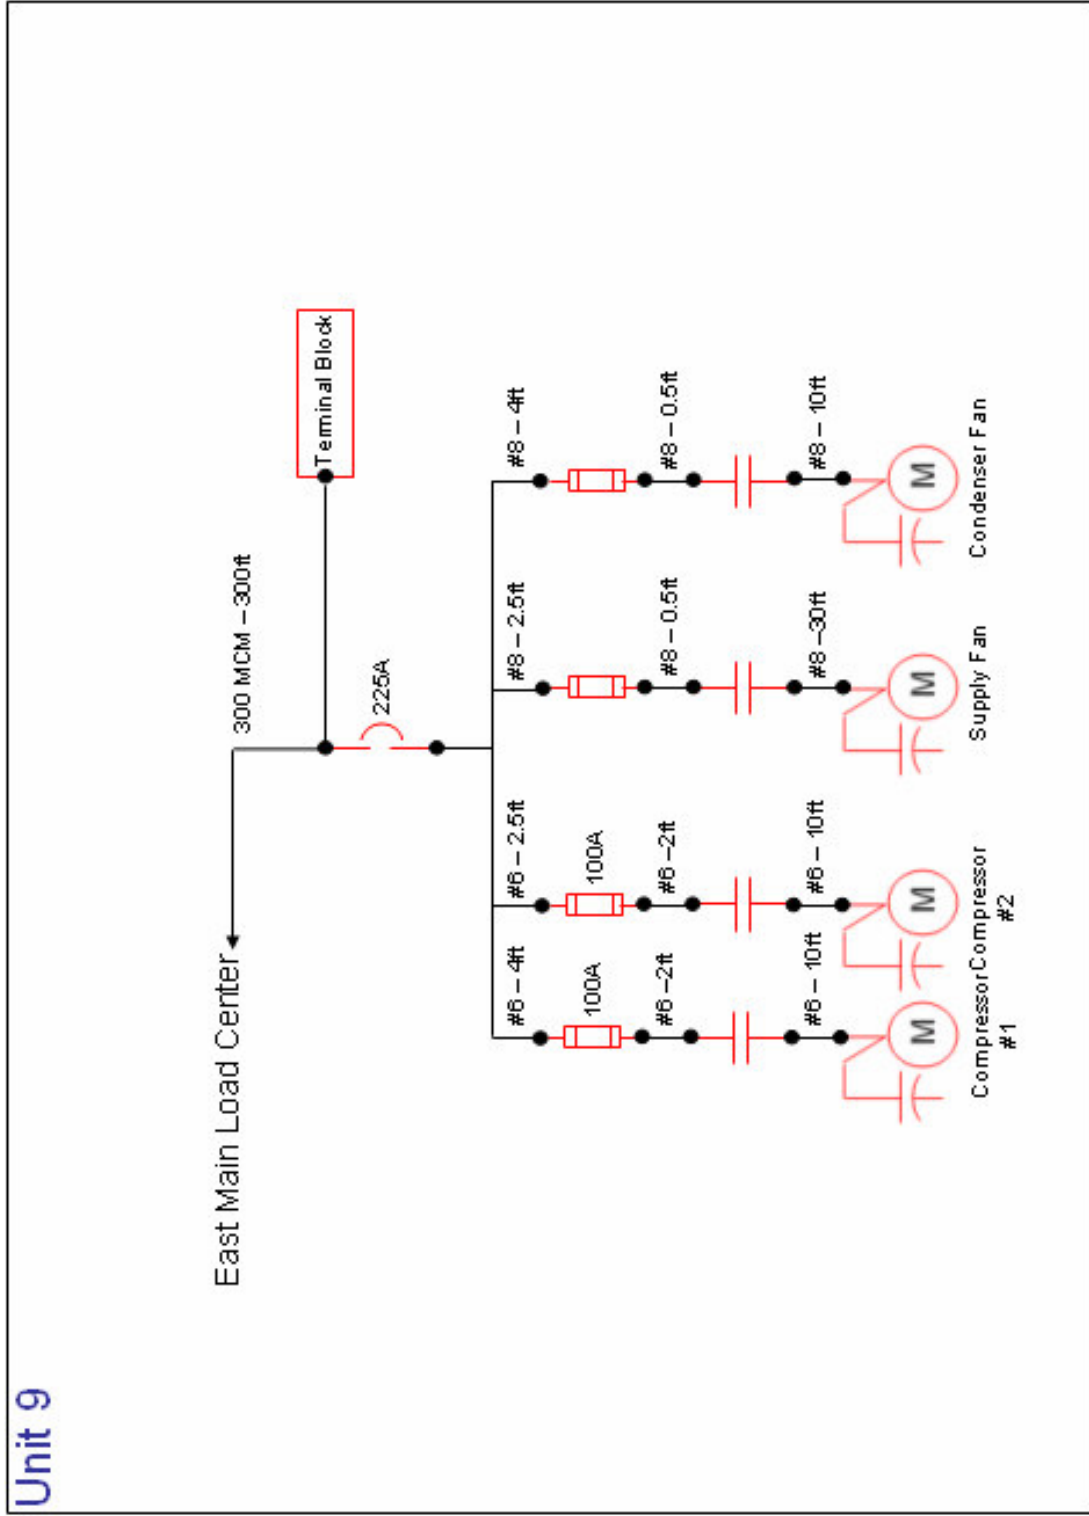 Unit 9
East Main Load Center
300 MCM – 300ft
Terminal Block
225A
#6 – 4ft
#6 – 2.5ft
#8 – 2.5ft
#8 – 4ft
100A
100A
#6 –2ft
#6 –2ft
#8 – 0.5ft
#8 – 0.5ft
#6 – 10ft
#6 – 10ft
#8 –30ft
#8 – 10ft
M
M
M
M
Compressor
#1
Compressor
#2
Supply Fan
Condenser Fan